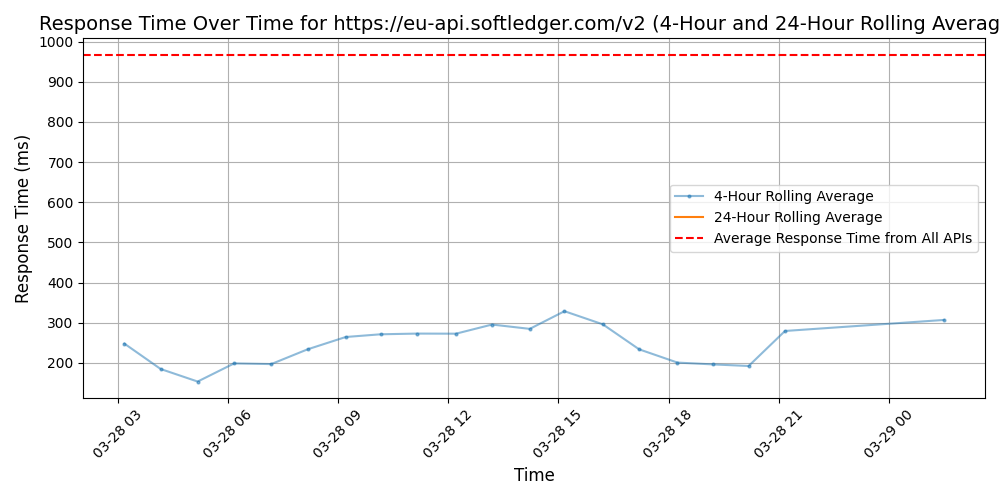 Response Time Over Time for https://eu-api.softledger.com/v2 (4-Hour and 24-Hour Rolling Averag
Response Time (ms)
1000
900
800
700
600
500
400
300
200
4-Hour Rolling Average
24-Hour Rolling Average
Average Response Time from All APIs
03-28 03
03-28 06
03-28 09
03-28 12
03-28 15
03-28 18
03-28 21
03-29 00
Time